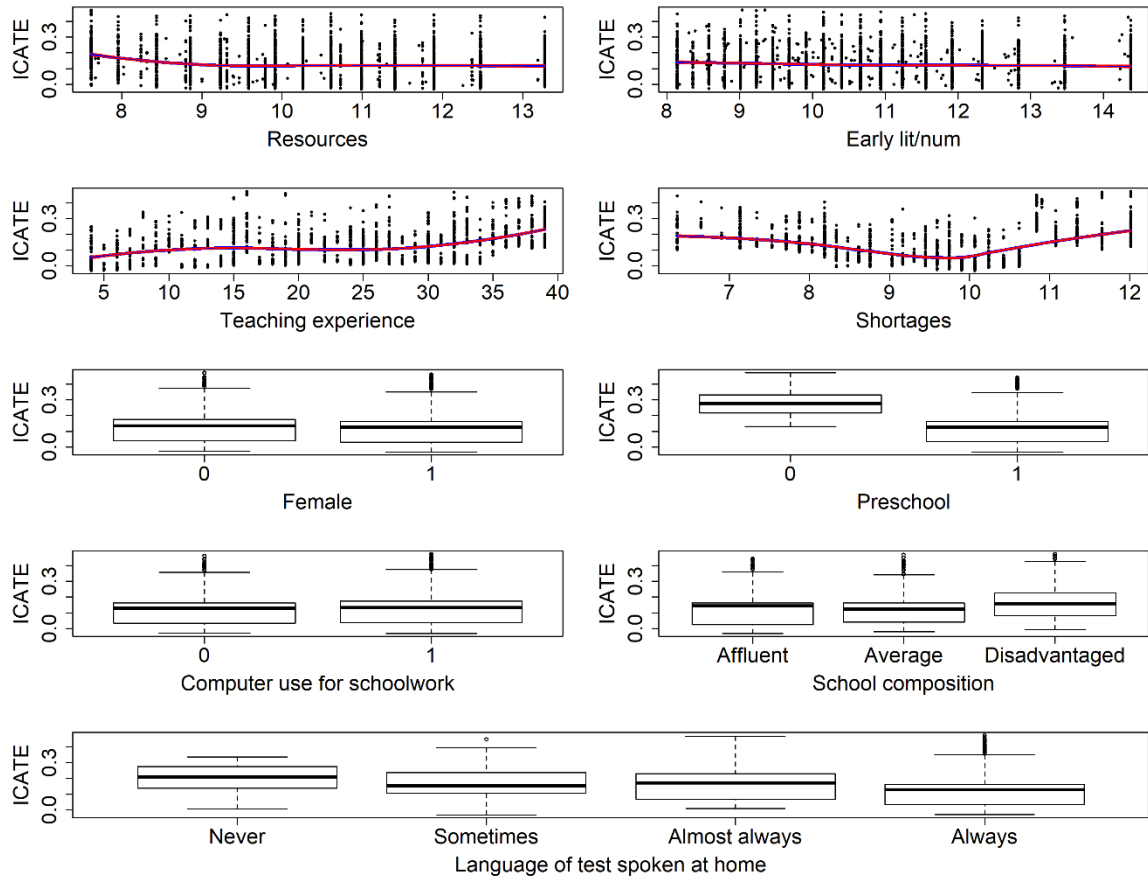 ICATE
0.0 0.3
8 9 10 11 12 13
Resources
ICATE
0.0 0.3
8 9 10 11 12 13 14
Early lit/num
ICATE
0.0 0.3
5 10 15 20 25 30 35 40
Teaching experience
ICATE
0.0 0.3
7 8 9 10 11 12
Shortages
ICATE
0.0 0.3
0 1
Female
ICATE
0.0 0.3
0 1
Preschool
ICATE
0.0 0.3
0 1
Computer use for schoolwork
ICATE
0.0 0.3
Affluent Average Disadvantaged
School composition
ICATE
0.0 0.3
Never Sometimes Almost always Always
Language of test spoken at home